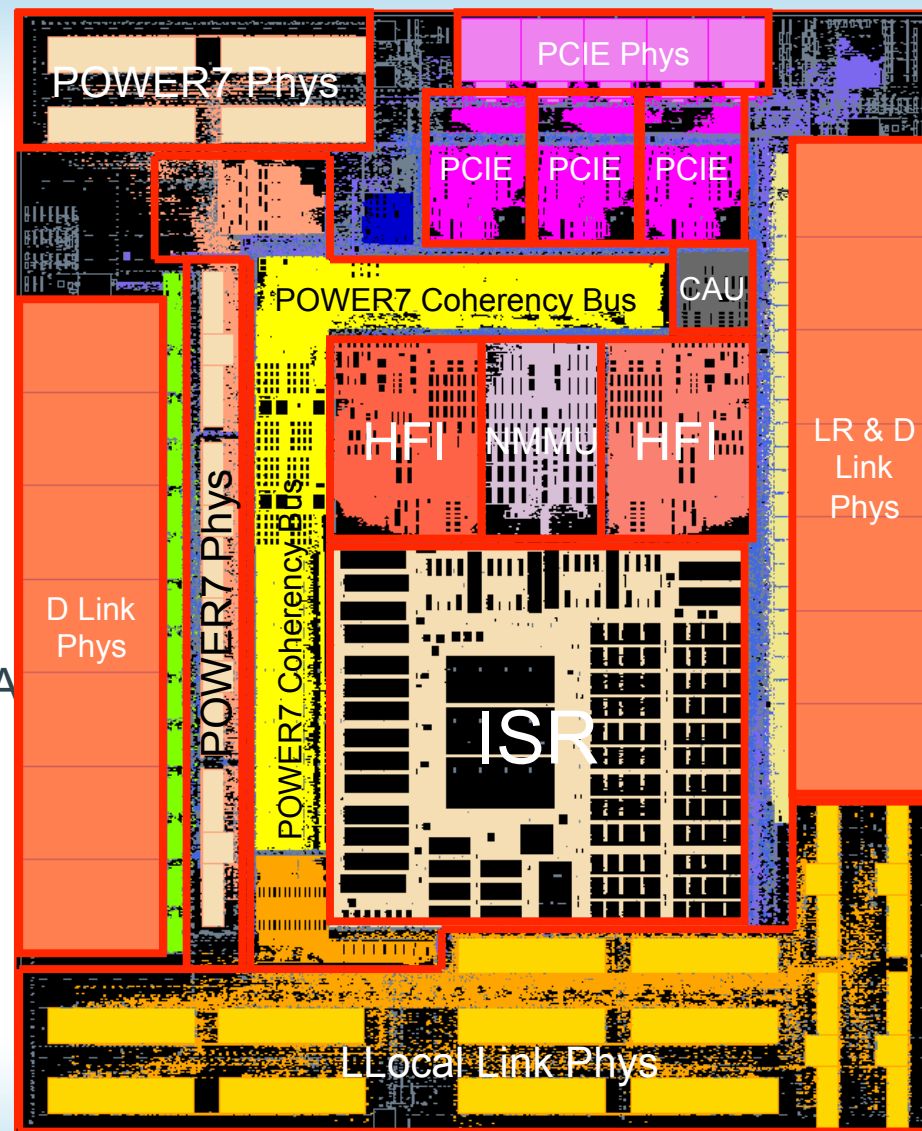 POWER7 Phys
PCIE Phys
PCIE
PCIE
PCIE
POWER7 Coherency Bus
CAU
HFI
NMMU
HFI
LR & D
Link
Phys
D Link
Phys
POWER7 Phys
POWER7 Coherency Bus
A
ISR
LLocal Link Phys